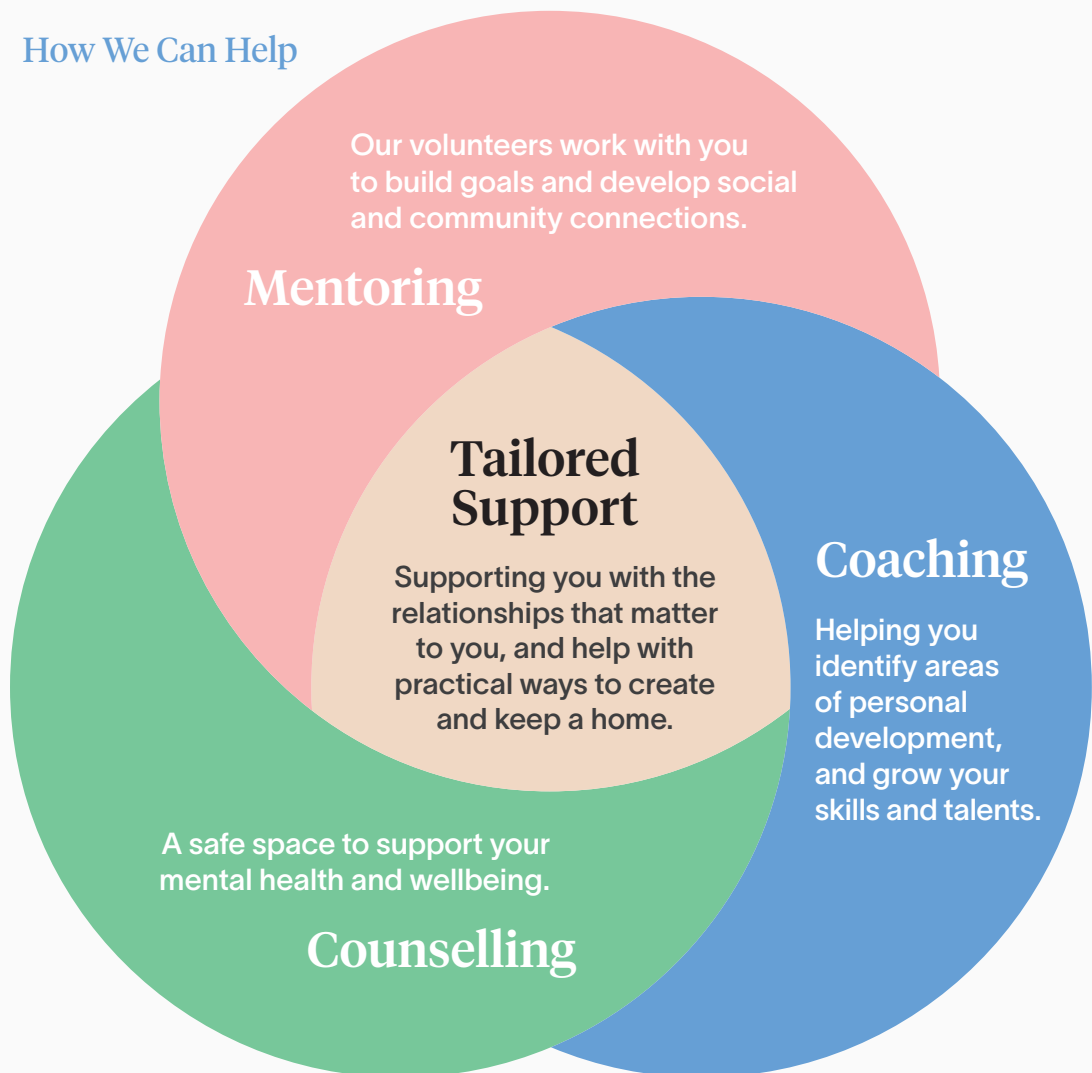 How We Can Help
Our volunteers work with you
to build goals and develop social
and community connections.
Mentoring
Tailored
Support
Supporting you with the
relationships that matter
to you, and help with
practical ways to create
and keep a home.
Coaching
Helping you
identify areas
of personal
development,
and grow your
skills and talents.
A safe space to support your
mental health and wellbeing.
Counselling